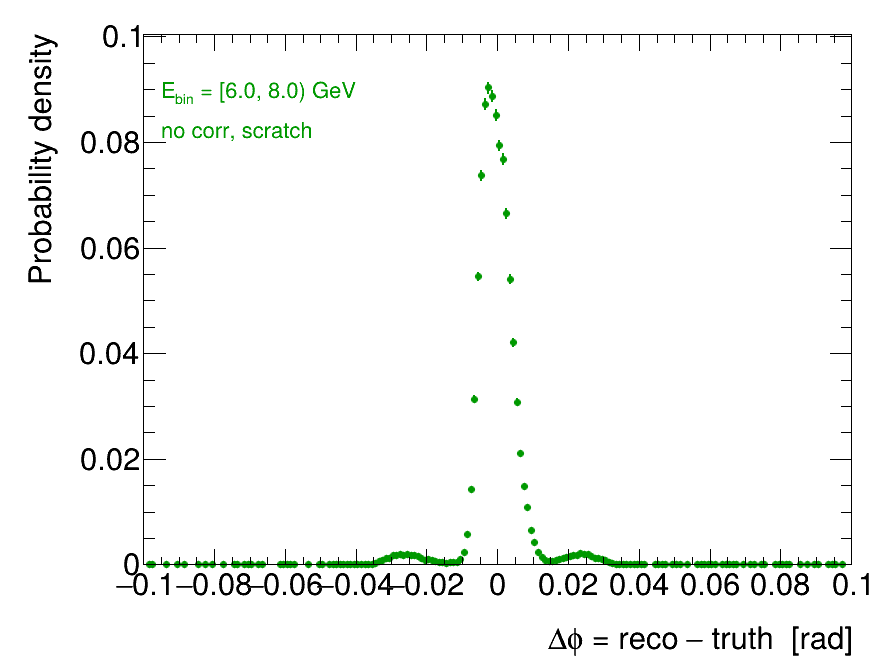 Probability density
0.1
0.08
0.06
0.04
0.02
0
E_bin = [6.0, 8.0) GeV
no corr, scratch
−0.1 −0.08 −0.06 −0.04 −0.02 0 0.02 0.04 0.06 0.08 0.1
Δϕ = reco − truth [rad]